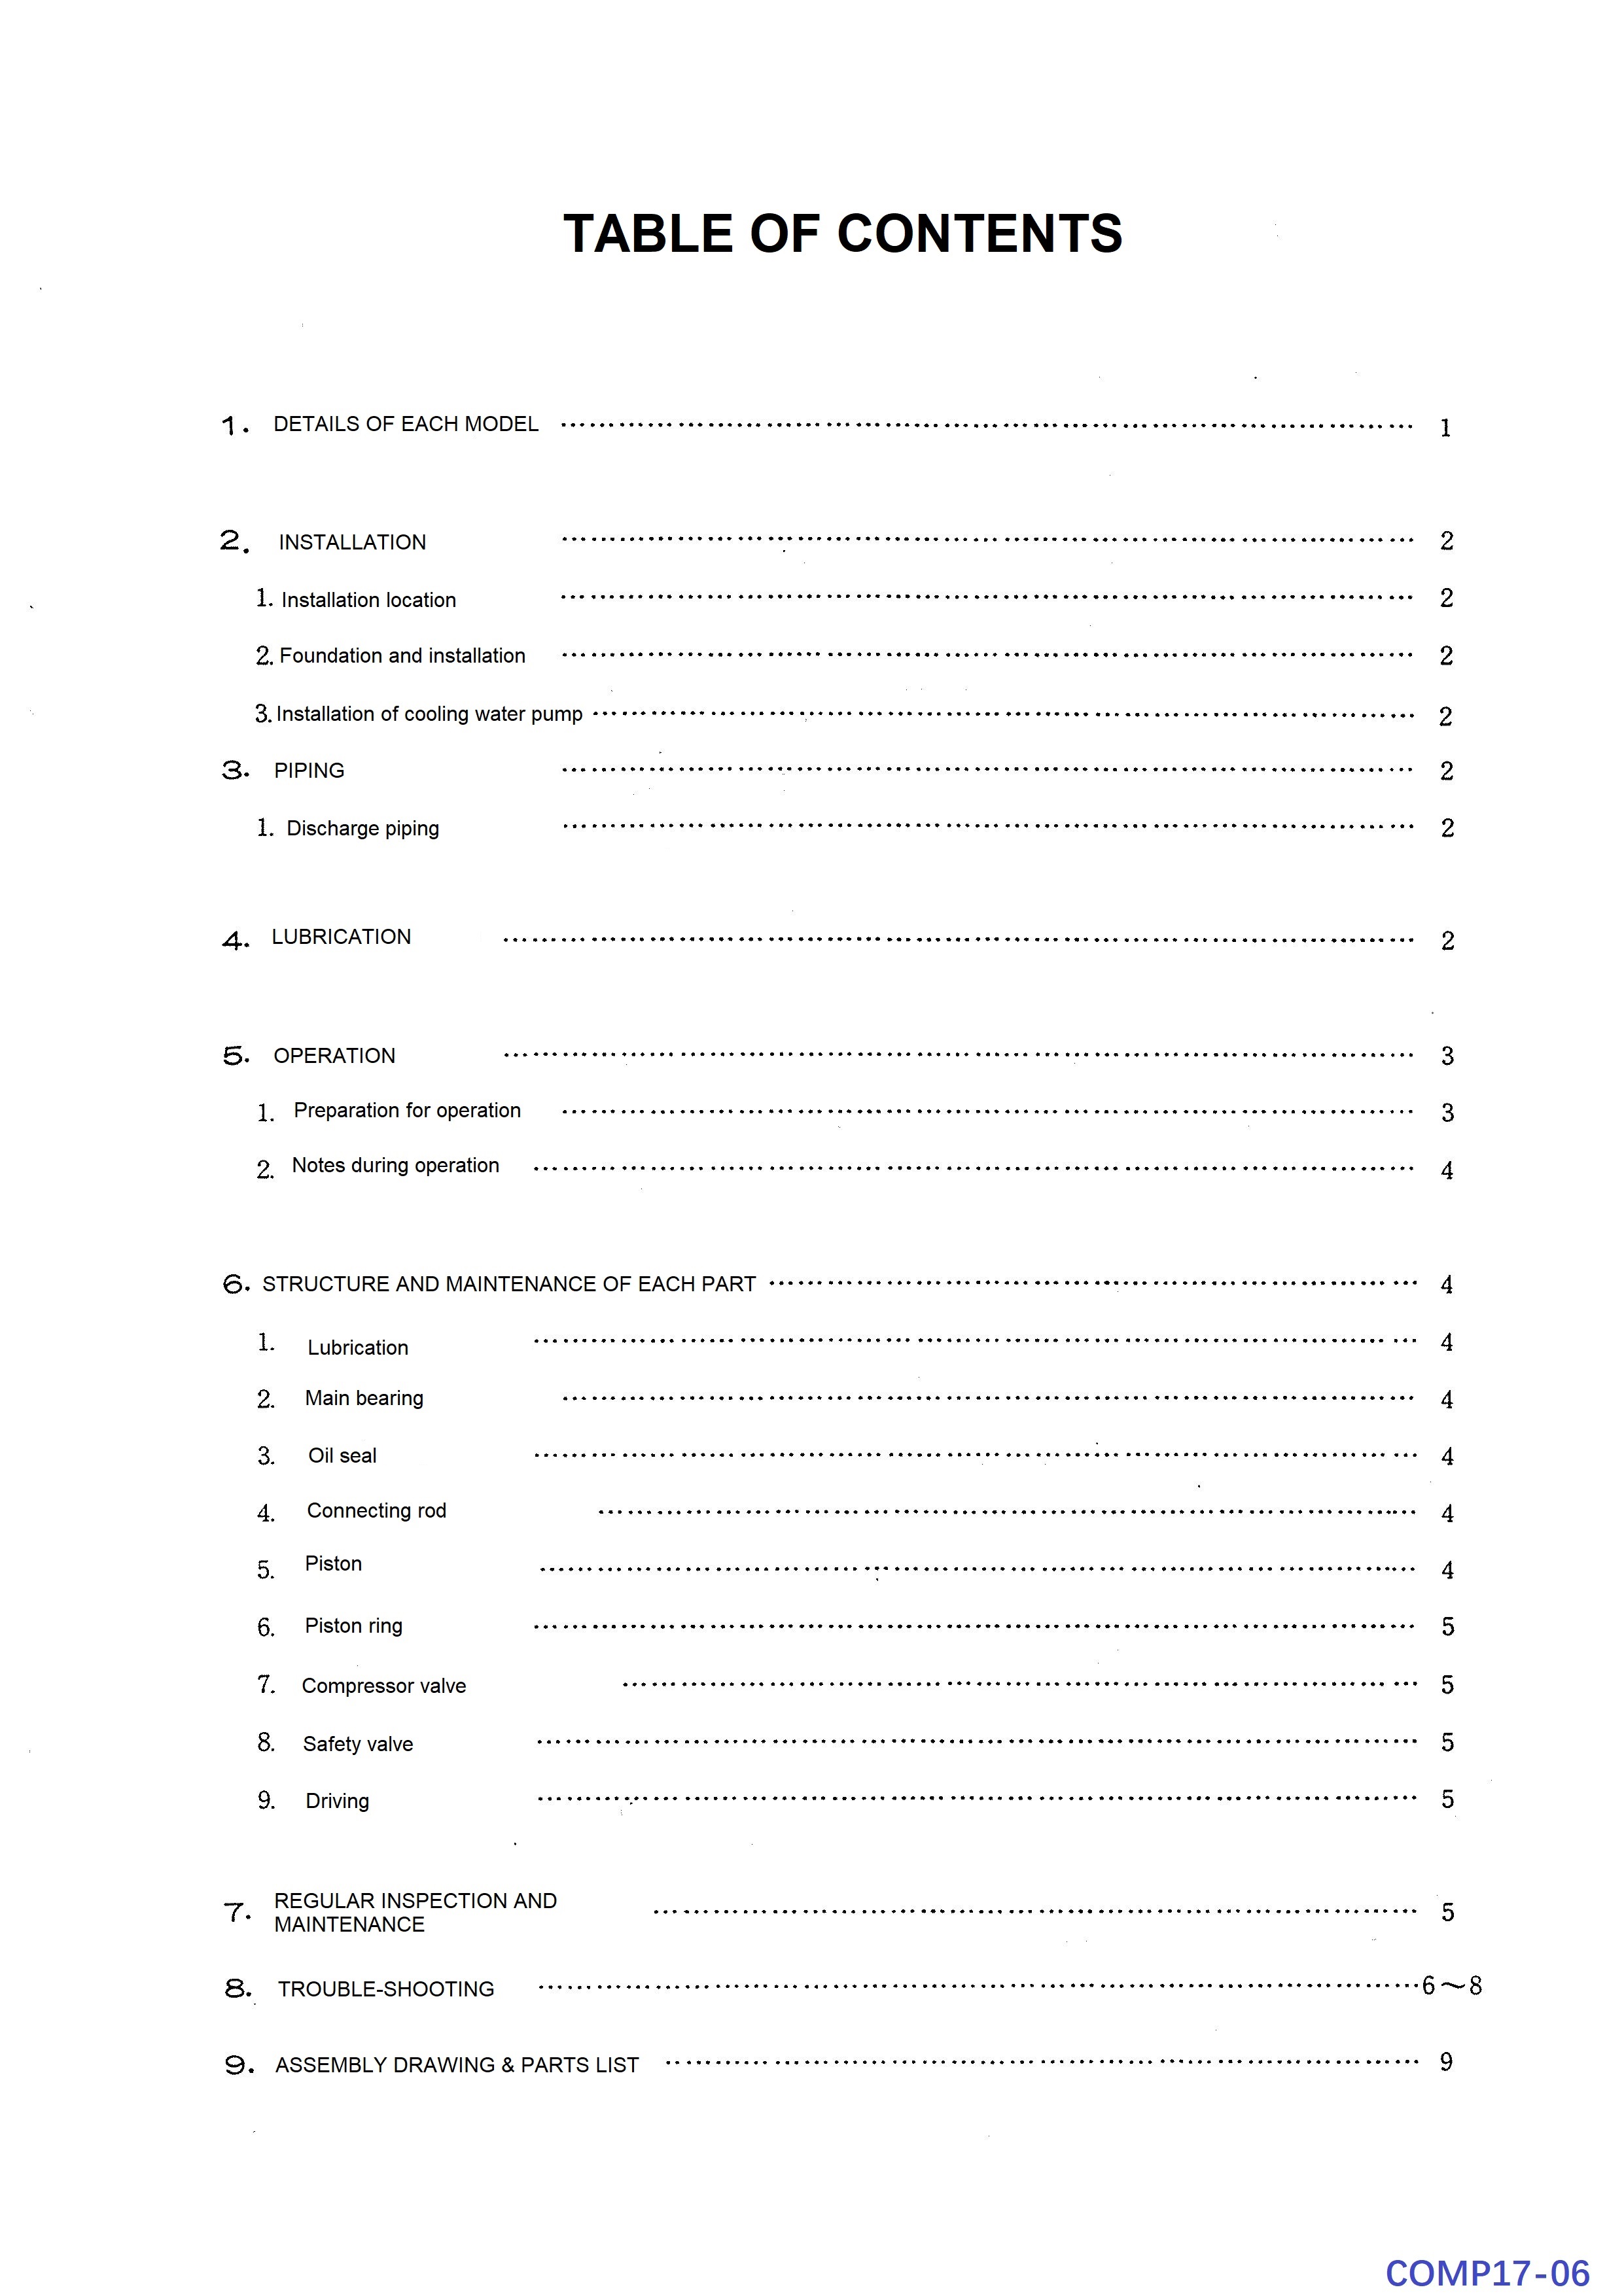 TABLE OF CONTENTS
1. DETAILS OF EACH MODEL 1
2. INSTALLATION 2
1. Installation location 2
2. Foundation and installation 2
3. Installation of cooling water pump 2
3. PIPING 2
1. Discharge piping 2
4. LUBRICATION 2
5. OPERATION 3
1. Preparation for operation 3
2. Notes during operation 4
6. STRUCTURE AND MAINTENANCE OF EACH PART 4
1. Lubrication 4
2. Main bearing 4
3. Oil seal 4
4. Connecting rod 4
5. Piston 4
6. Piston ring 5
7. Compressor valve 5
8. Safety valve 5
9. Driving 5
7. REGULAR INSPECTION AND
MAINTENANCE 5
8. TROUBLE-SHOOTING 6～8
9. ASSEMBLY DRAWING & PARTS LIST 9
COMP17-06